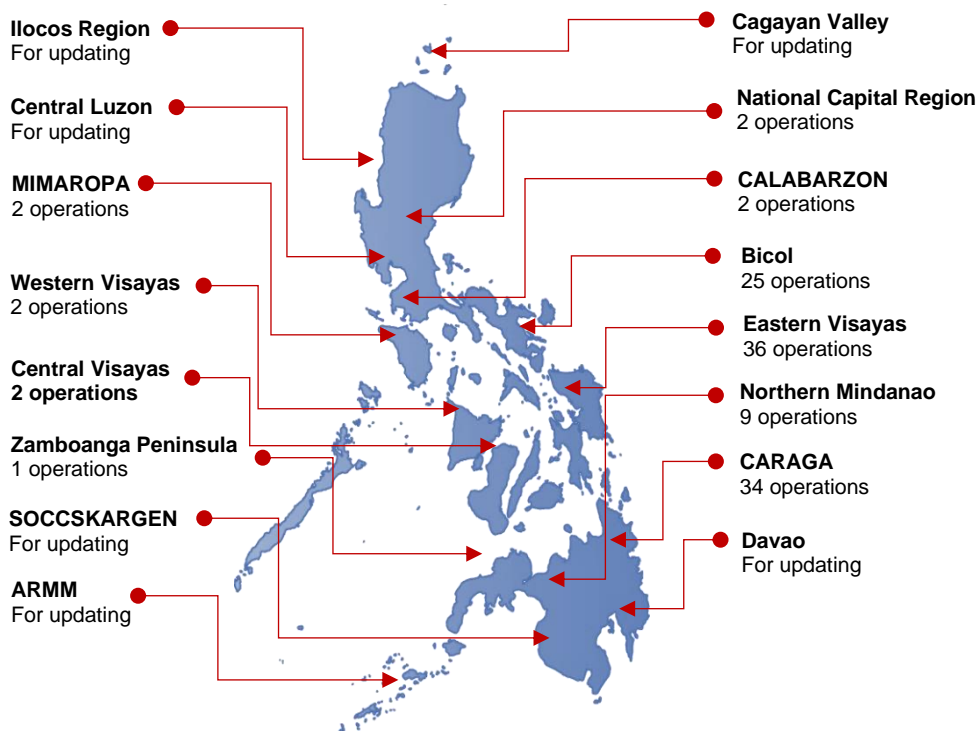 Ilocos Region
For updating
Central Luzon
For updating
MIMAROPA
2 operations
Western Visayas
2 operations
Central Visayas
2 operations
Zamboanga Peninsula
1 operations
SOCCSKARGEN
For updating
ARMM
For updating
Cagayan Valley
For updating
National Capital Region
2 operations
CALABARZON
2 operations
Bicol
25 operations
Eastern Visayas
36 operations
Northern Mindanao
9 operations
CARAGA
34 operations
Davao
For updating